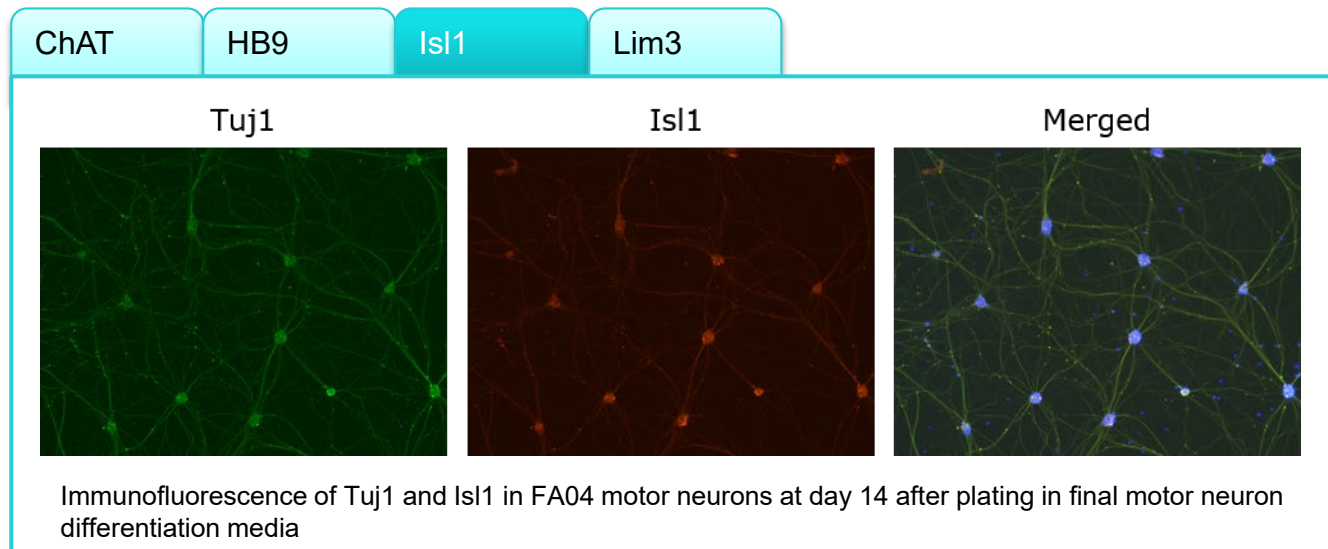 ChAT HB9 Isl1 Lim3
Tuj1 Isl1 Merged
Immunofluorescence of Tuj1 and Isl1 in FA04 motor neurons at day 14 after plating in final motor neuron
differentiation media